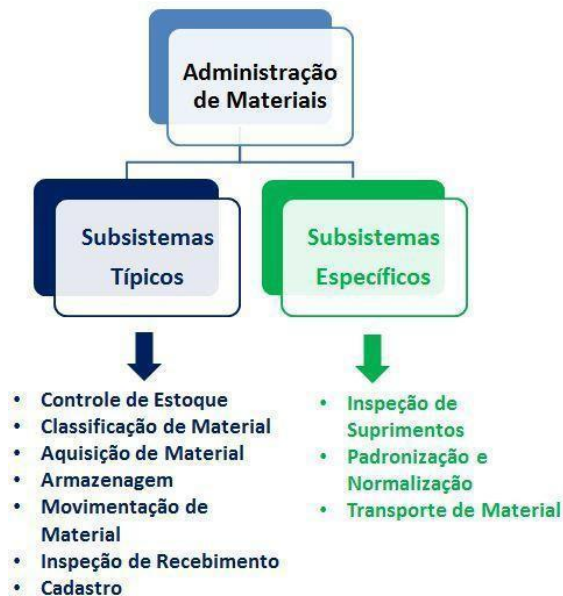 Administração
de Materiais
Subsistemas
Típicos
Subsistemas
Específicos
• Controle de Estoque
• Classificação de Material
• Aquisição de Material
• Armazenagem
• Movimentação de
Material
• Inspeção de Recebimento
• Cadastro
• Inspeção de
Suprimentos
• Padronização e
Normalização
• Transporte de Material